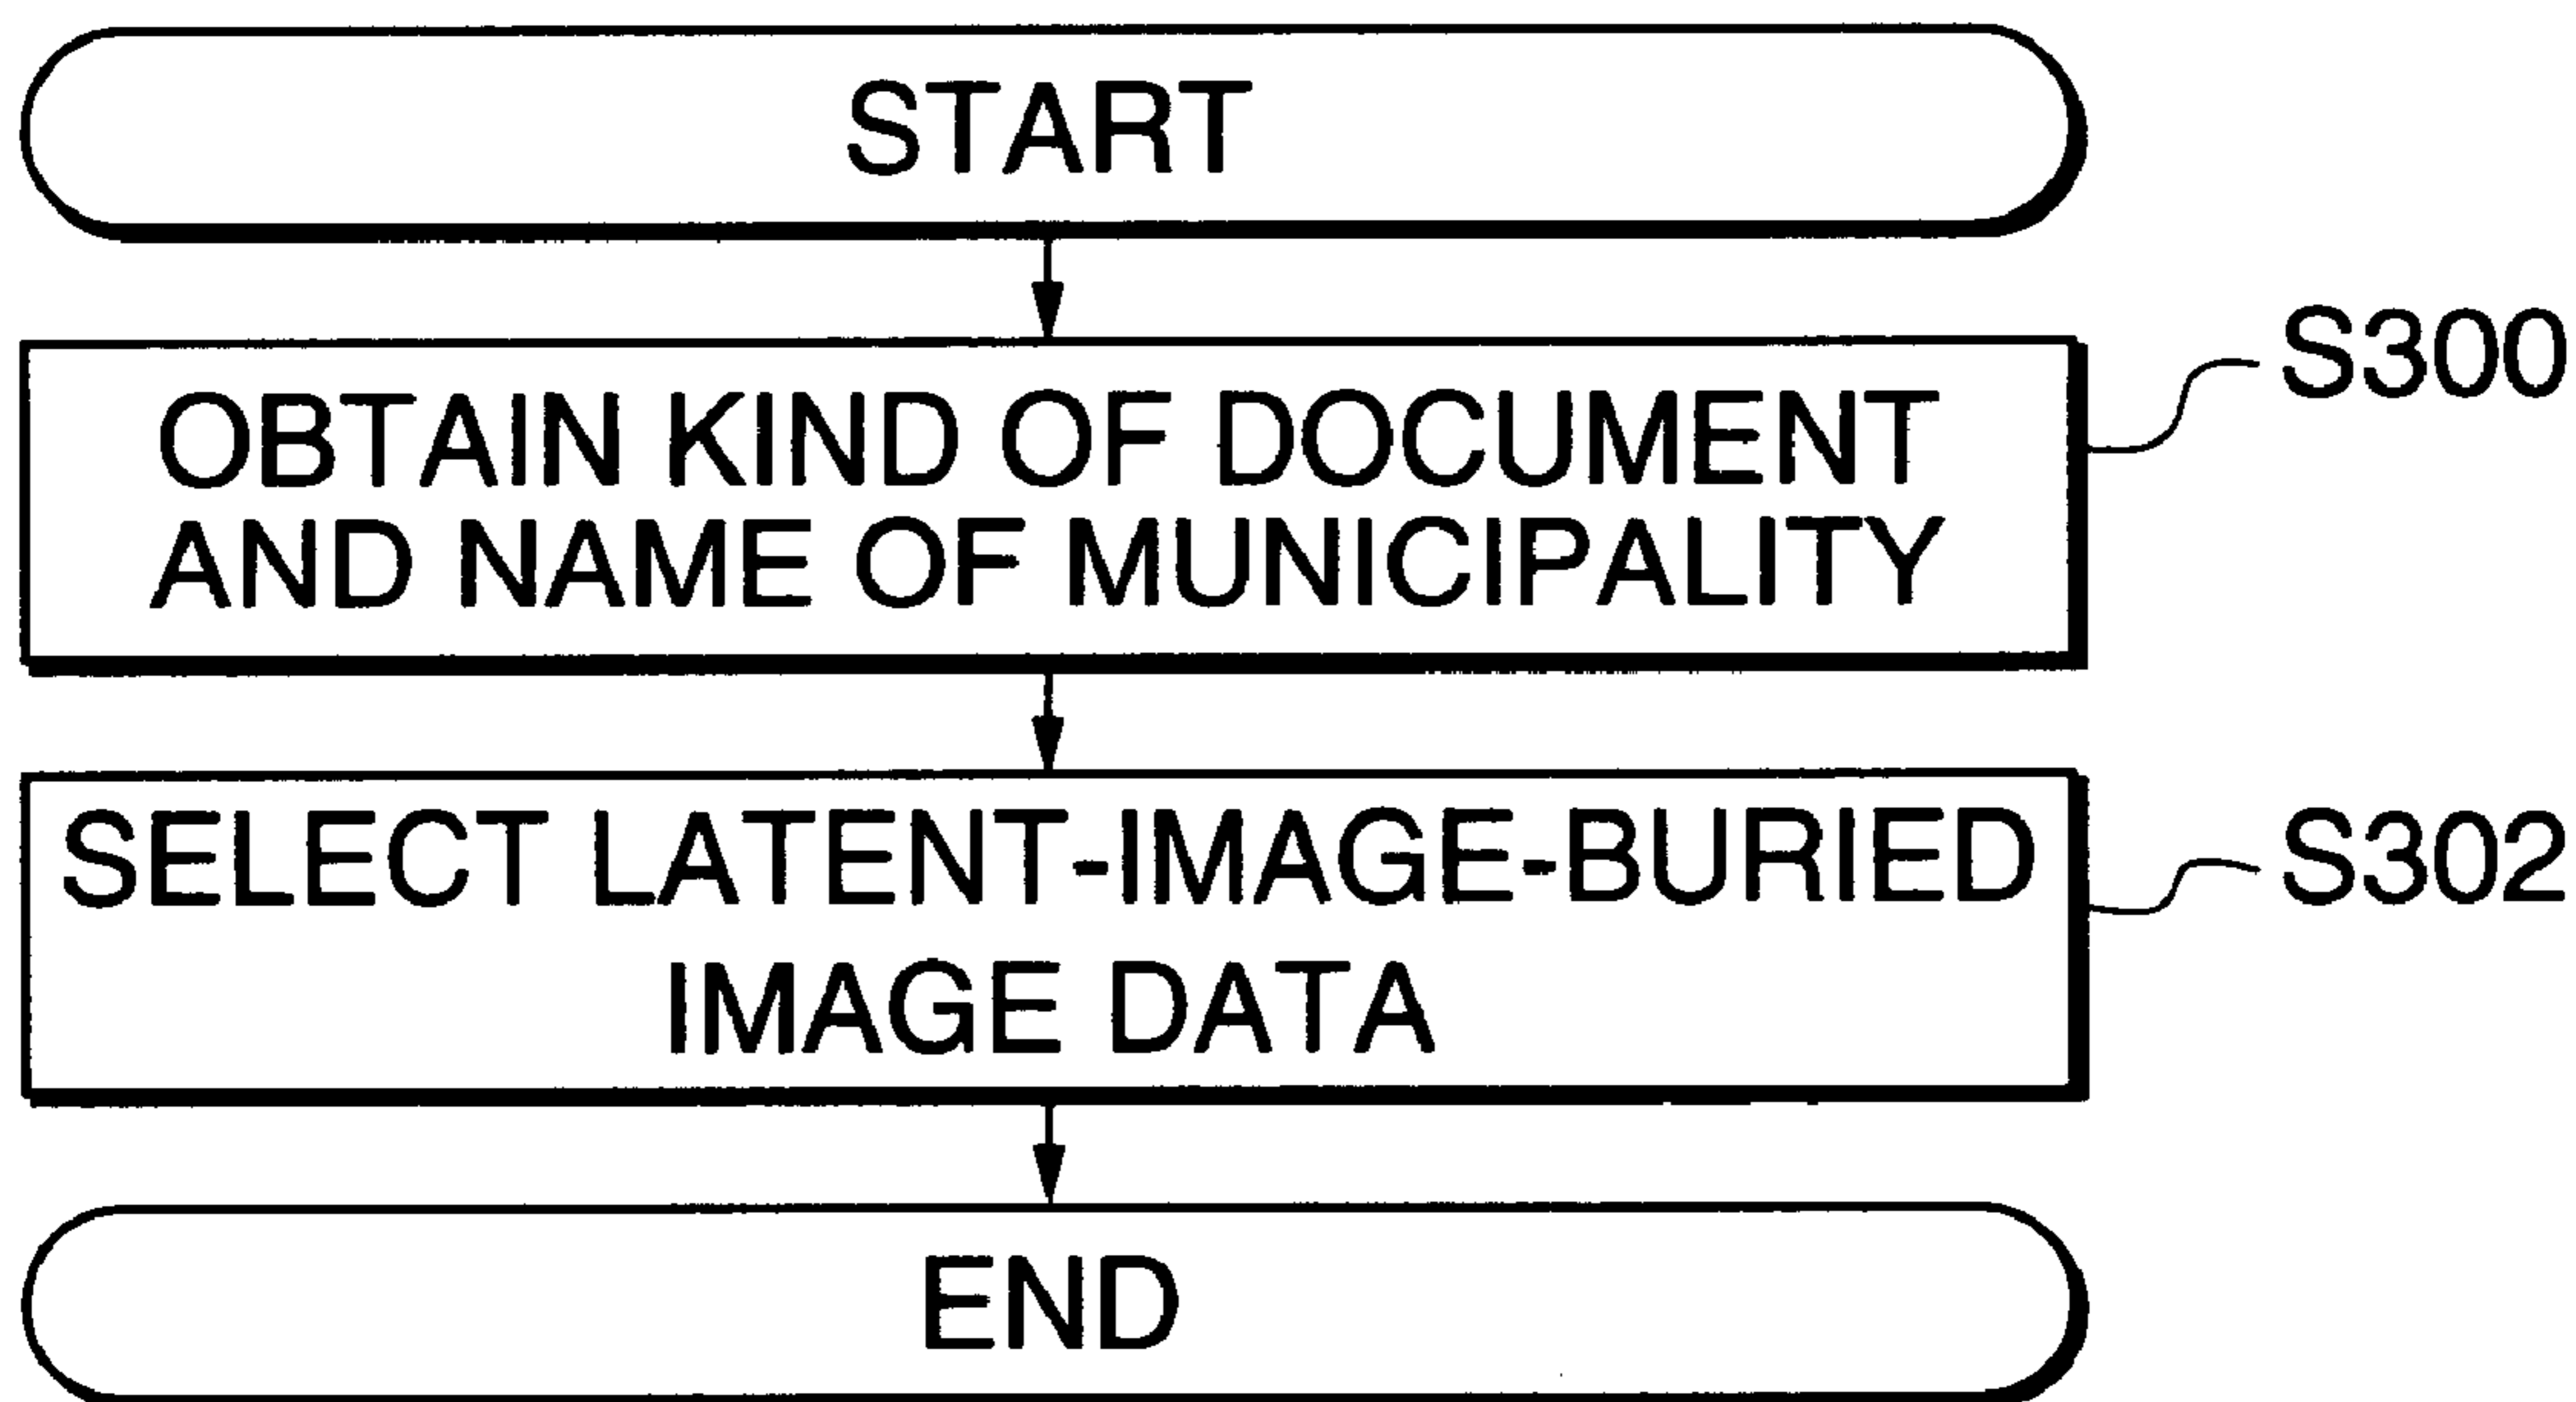 START
S300
OBTAIN KIND OF DOCUMENT
AND NAME OF MUNICIPALITY
S302
SELECT LATENT-IMAGE-BURIED
IMAGE DATA
END